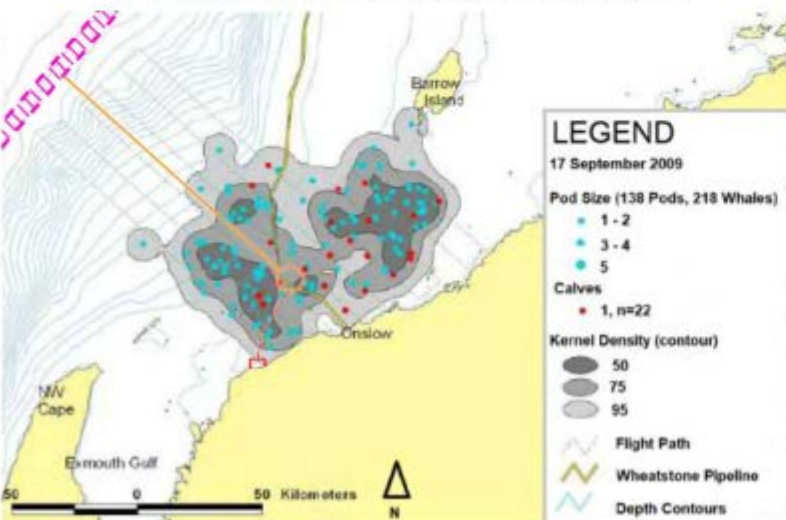 Barrow
Island
Onslow
NW
Cape
Exmouth Gulf
50 0 50 Kilometers
N
LEGEND
17 September 2009
Pod Size (138 Pods, 218 Whales)
1 - 2
3 - 4
5
Calves
1, n=22
Kernel Density (contour)
50
75
95
Flight Path
Wheatstone Pipeline
Depth Contours